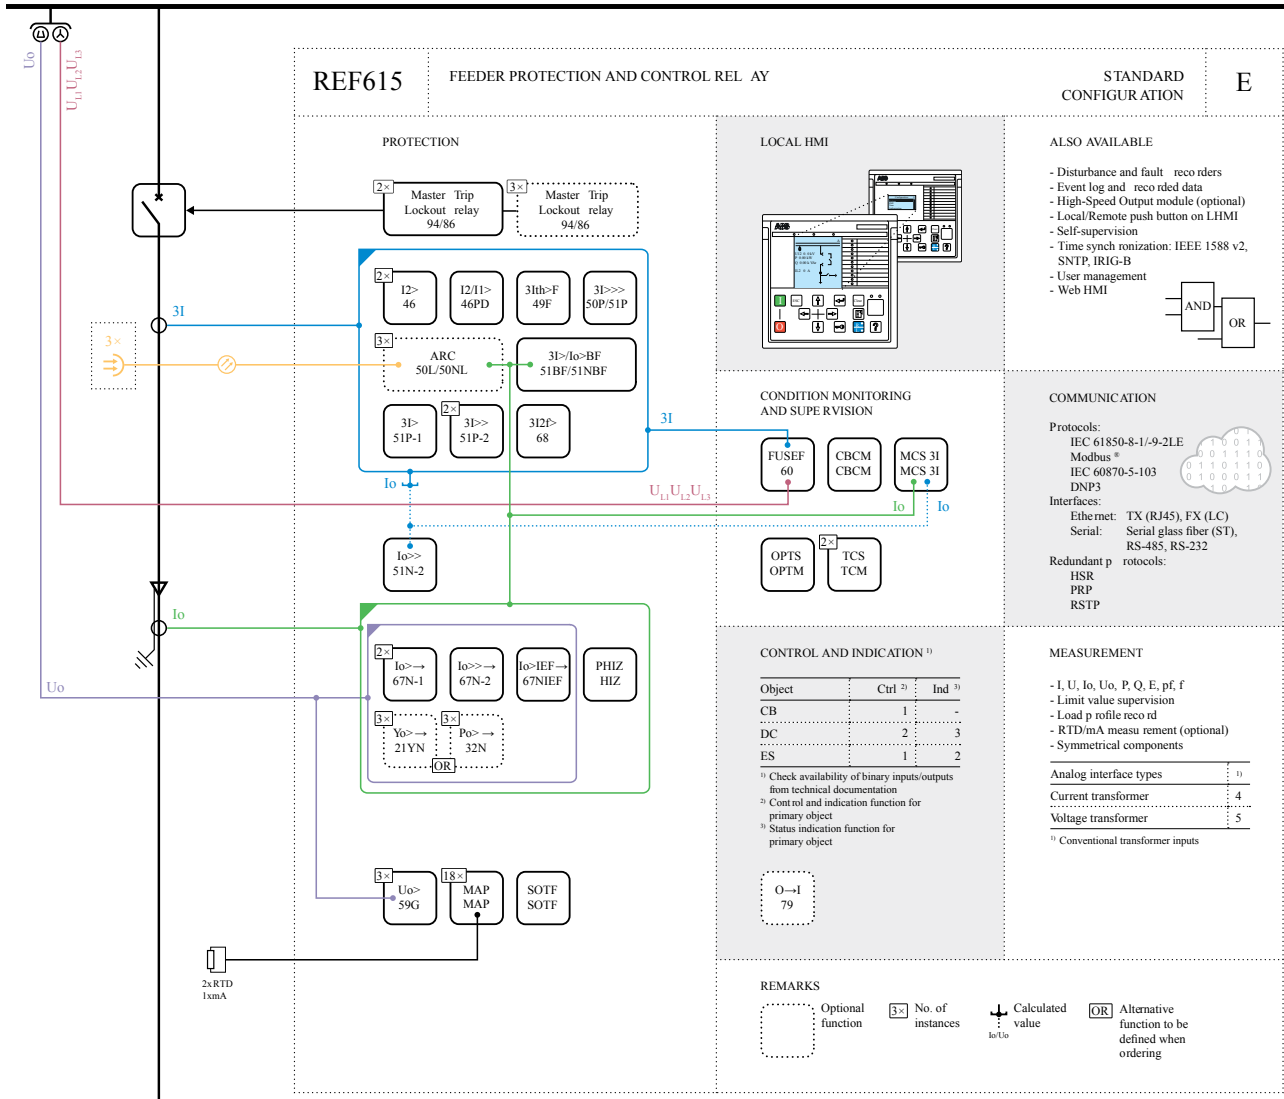 Uo
UL1UL2UL3
REF615
FEEDER PROTECTION AND CONTROL REL AY
STANDARD
CONFIGURATION
E
PROTECTION
2×
Master Trip
Lockout relay
94/86
3×
Master Trip
Lockout relay
94/86
3I
3×
2×
I2>
46
I2/I1>
46PD
3Ith>F
49F
3I>>>
50P/51P
3×
ARC
50L/50NL
3I>/Io>BF
51BF/51NBF
3I>
51P-1
2×
3I>>
51P-2
3I2f>
68
3I
Io
UL1UL2UL3
Io>>
51N-2
Io
2×
Io>→
67N-1
Io>>→
67N-2
Io>IEF→
67NIEF
PHIZ
HIZ
3×
Yo>→
21YN
OR
3×
Po>→
32N
Uo
3×
Uo>
59G
18×
MAP
MAP
SOTF
SOTF
2xRTD
1xmA
LOCAL HMI
ABB
ABB
CONDITION MONITORING
AND SUPE RVISION
FUSEF
60
CBCM
CBCM
MCS 3I
MCS 3I
Io
Io
OPTS
OPTM
2×
TCS
TCM
CONTROL AND INDICATION 1)
Object Ctrl 2) Ind 3)
CB 1 -
DC 2 3
ES 1 2
1) Check availability of binary inputs/outputs
from technical documentation
2) Control and indication function for
primary object
3) Status indication function for
primary object
O→I
79
ALSO AVAILABLE
- Disturbance and fault reco rders
- Event log and reco rded data
- High-Speed Output module (optional)
- Local/Remote push button on LHMI
- Self-supervision
- Time synch ronization: IEEE 1588 v2,
SNTP, IRIG-B
- User management
- Web HMI
AND
OR
COMMUNICATION
Protocols:
IEC 61850-8-1/-9-2LE
Modbus ®
IEC 60870-5-103
DNP3
Interfaces:
Ethernet: TX (RJ45), FX (LC)
Serial: Serial glass fiber (ST),
RS-485, RS-232
Redundant p rotocols:
HSR
PRP
RSTP
MEASUREMENT
- I, U, Io, Uo, P, Q, E, pf, f
- Limit value supervision
- Load p rofile reco rd
- RTD/mA measu rement (optional)
- Symmetrical components
Analog interface types 1)
Current transformer 4
Voltage transformer 5
1) Conventional transformer inputs
REMARKS
Optional
function
3×
No. of
instances
Io/Uo
Calculated
value
OR
Alternative
function to be
defined when
ordering